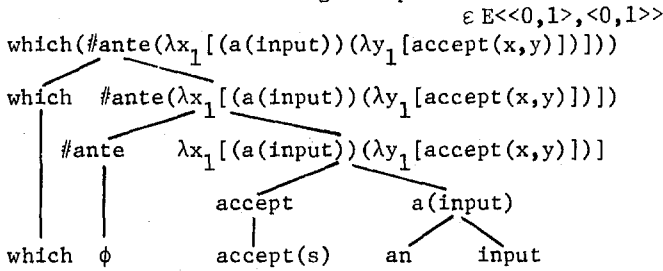 ε E<<0,1>,<0,1>>
which(#ante(λx₁[(a(input))(λy₁[accept(x,y)])]))
which #ante(λx₁[(a(input))(λy₁[accept(x,y)])])
#ante λx₁[(a(input))(λy₁[accept(x,y)])]
accept a(input)
which ϕ accept(s) an input